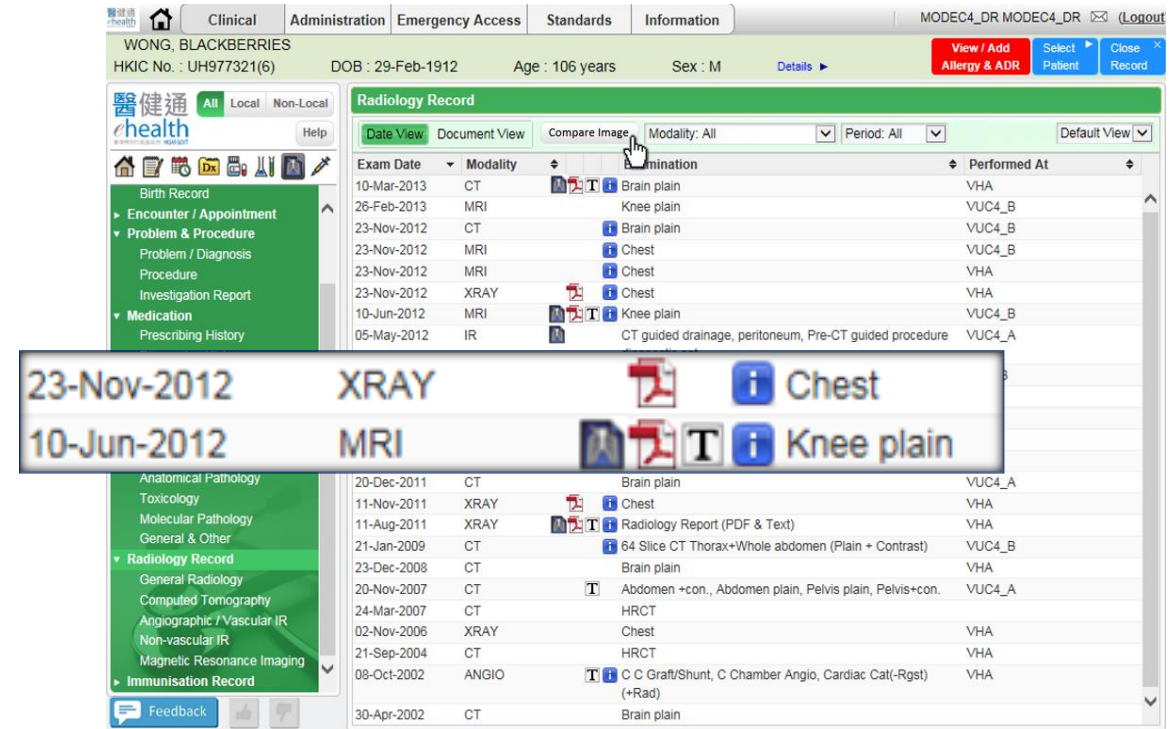 醫健通
ehealth
Clinical
Administration
Emergency Access
Standards
Information
MODEC4_DR MODEC4_DR (Logout
WONG, BLACKBERRIES
HKIC No. : UH977321(6) DOB : 29-Feb-1912 Age : 106 years Sex : M Details ►
View / Add
Allergy & ADR
Select
Patient
Close ×
Record
醫健通
ehealth
All Local Non-Local
Help
Birth Record
Encounter / Appointment
Problem & Procedure
Problem / Diagnosis
Procedure
Investigation Report
Medication
Prescribing History
Radiology Record
Date View Document View Compare Image Modality: All Period: All Default View
Exam Date Modality Performed At
10-Mar-2013 CT T i Brain plain VHA
26-Feb-2013 MRI Knee plain VUC4_B
23-Nov-2012 CT i Brain plain VUC4_B
23-Nov-2012 MRI i Chest VUC4_B
23-Nov-2012 MRI i Chest VHA
23-Nov-2012 XRAY i Chest VHA
10-Jun-2012 MRI T i Knee plain VUC4_B
05-May-2012 IR CT guided drainage, peritoneum, Pre-CT guided procedure VUC4_A
23-Nov-2012 XRAY i Chest
10-Jun-2012 MRI T i Knee plain
Anatomical Pathology
Toxicology
Molecular Pathology
General & Other
Radiology Record
General Radiology
Computed Tomography
Angiographic / Vascular IR
Non-vascular IR
Magnetic Resonance Imaging
Immunisation Record
Feedback
20-Dec-2011 CT Brain plain VUC4_A
11-Nov-2011 XRAY i Chest VHA
11-Aug-2011 XRAY T i Radiology Report (PDF & Text) VHA
21-Jan-2009 CT i 64 Slice CT Thorax+Whole abdomen (Plain + Contrast) VUC4_B
23-Dec-2008 CT Brain plain VHA
20-Nov-2007 CT T Abdomen +con., Abdomen plain, Pelvis plain, Pelvis+con. VUC4_A
24-Mar-2007 CT HRCT
02-Nov-2006 XRAY Chest VHA
21-Sep-2004 CT HRCT VHA
08-Oct-2002 ANGIO T i C C Graft/Shunt, C Chamber Angio, Cardiac Cat(-Rgst) VHA
(+Rad)
30-Apr-2002 CT Brain plain